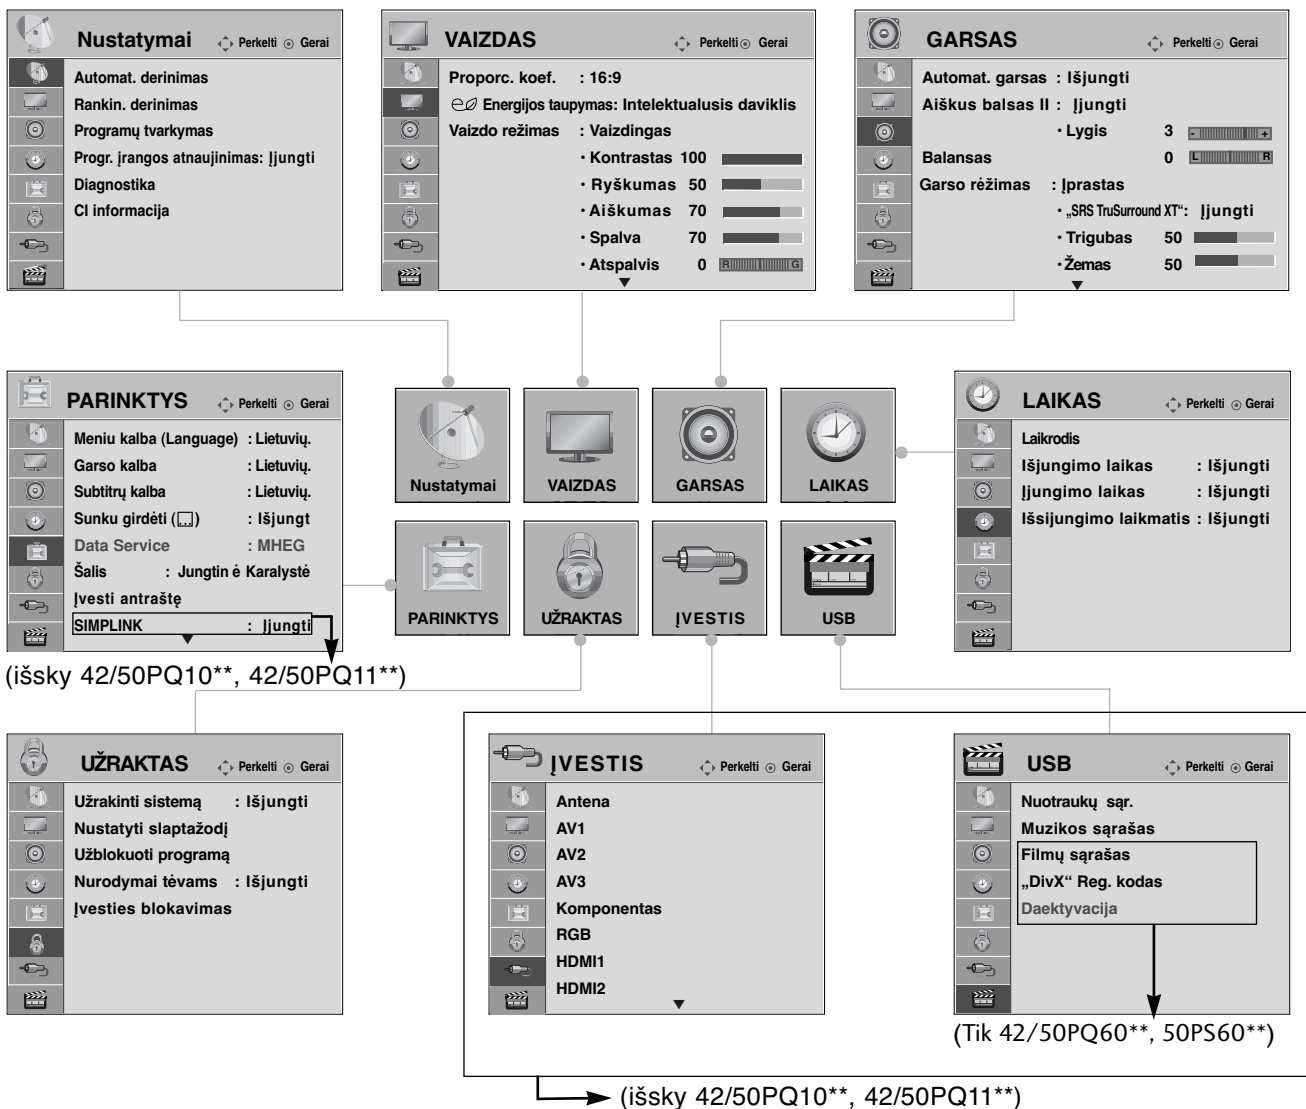 Nustatymai Perkelti Gerai
Automat. derinimas
Rankin. derinimas
Programų tvarkymas
Progr. įrangos atnaujinimas: Įjungti
Diagnostika
CI informacija
VAIZDAS Perkelti Gerai
Proporc. koef. : 16:9
Energijos taupymas: Intelektualusis daviklis
Vaizdo režimas : Vaizdingas
• Kontrastas 100
• Ryškumas 50
• Aiškumas 70
• Spalva 70
• Atspalvis 0 R G
GARSAS Perkelti Gerai
Automat. garsas : Išjungti
Aiškus balsas II : Įjungti
• Lygis 3 - +
Balansas 0 L R
Garso rėžimas : Įprastas
• „SRS TruSurround XT“: Įjungti
• Trigubas 50
• Žemas 50
PARINKTYS Perkelti Gerai
Meniu kalba (Language) : Lietuvių.
Garso kalba : Lietuvių.
Subtitrų kalba : Lietuvių.
Sunku girdėti (...) : Išjungt
Data Service : MHEG
Šalis : Jungtin ė Karalystė
Įvesti antraštę
SIMPLINK : Įjungti
(išsky 42/50PQ10**, 42/50PQ11**)
Nustatymai
VAIZDAS
GARSAS
LAIKAS
PARINKTYS
UŽRAKTAS
ĮVESTIS
USB
LAIKAS Perkelti Gerai
Laikrodis
Išjungimo laikas : Išjungti
Įjungimo laikas : Išjungti
Išsijungimo laikmatis : Išjungti
UŽRAKTAS Perkelti Gerai
Užrakinti sistemą : Išjungti
Nustatyti slaptažodį
Užblokuoti programą
Nurodymai tėvams : Išjungti
Įvesties blokavimas
ĮVESTIS Perkelti Gerai
Antena
AV1
AV2
AV3
Komponentas
RGB
HDMI1
HDMI2
USB Perkelti Gerai
Nuotraukų sąr.
Muzikos sąrašas
Filmų sąrašas
„DivX“ Reg. kodas
Daektyvacija
(Tik 42/50PQ60**, 50PS60**)
(išsky 42/50PQ10**, 42/50PQ11**)